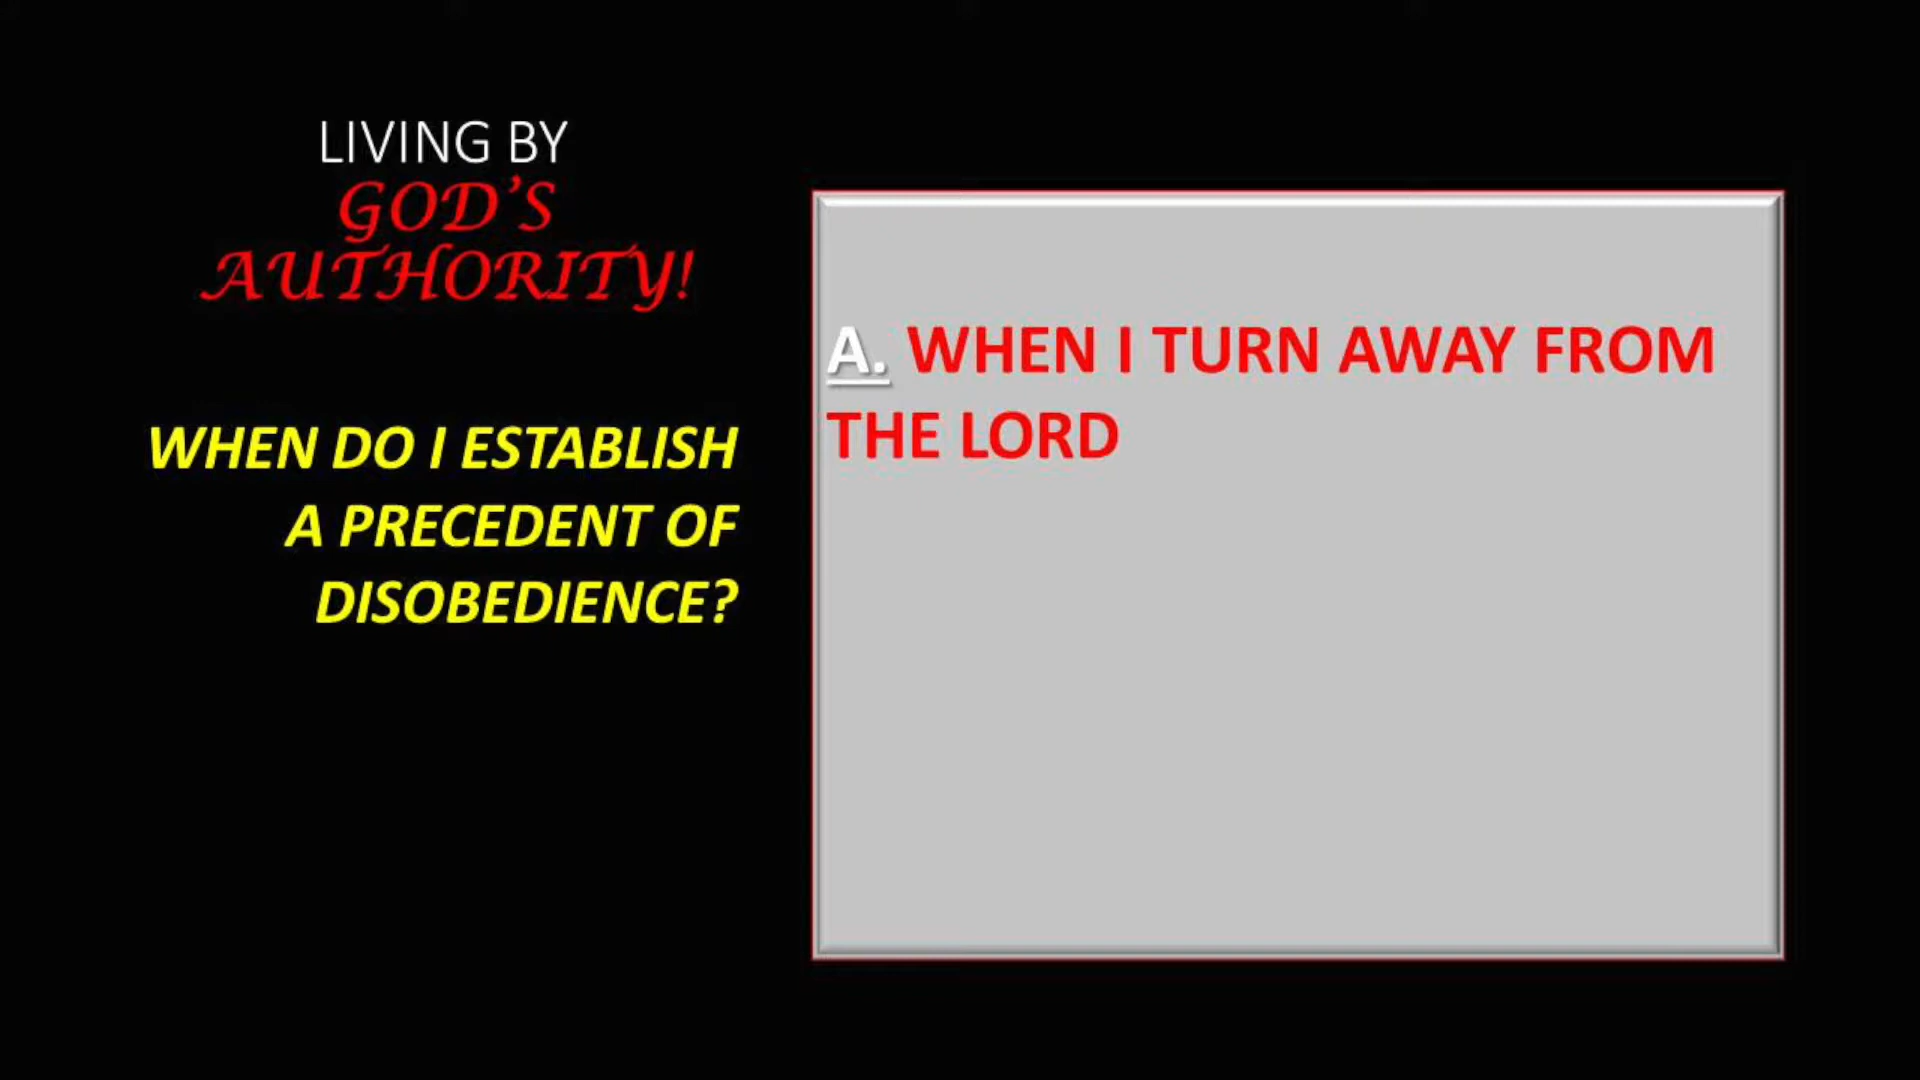 LIVING BY
GOD'S
AUTHORITY!
WHEN DO I ESTABLISH
A PRECEDENT OF
DISOBEDIENCE?
A. WHEN I TURN AWAY FROM
THE LORD